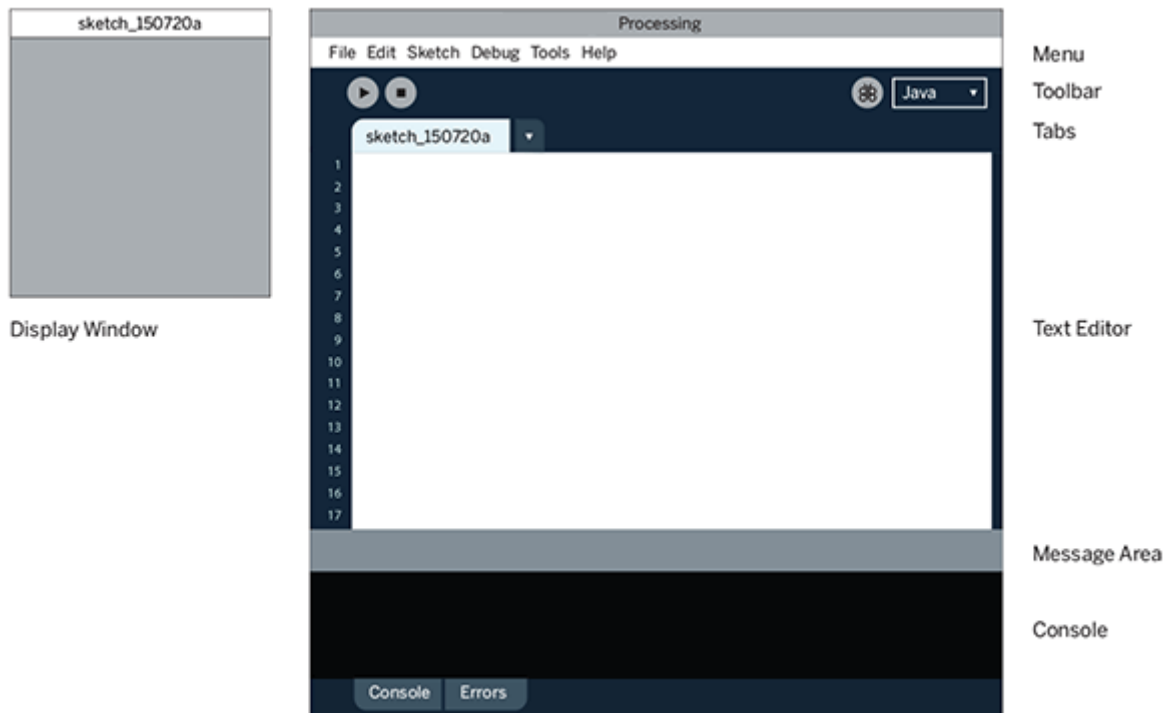 sketch_150720a
Display Window
Processing
File Edit Sketch Debug Tools Help
Java
sketch_150720a
1
2
3
4
5
6
7
8
9
10
11
12
13
14
15
16
17
Console Errors
Menu
Toolbar
Tabs
Text Editor
Message Area
Console